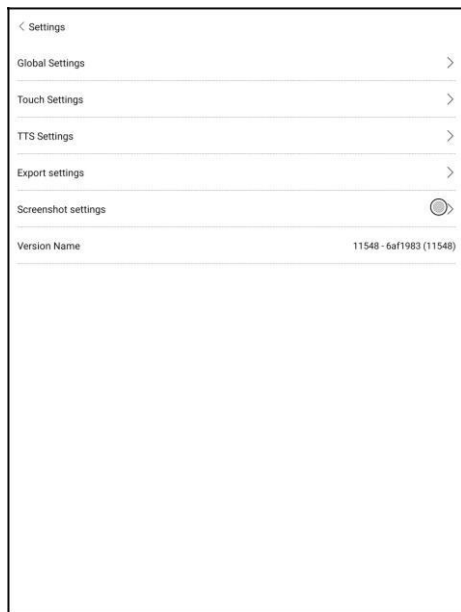 Settings
Global Settings
Touch Settings
TTS Settings
Export settings
Screenshot settings
Version Name 11548 - 6af1983 (11548)